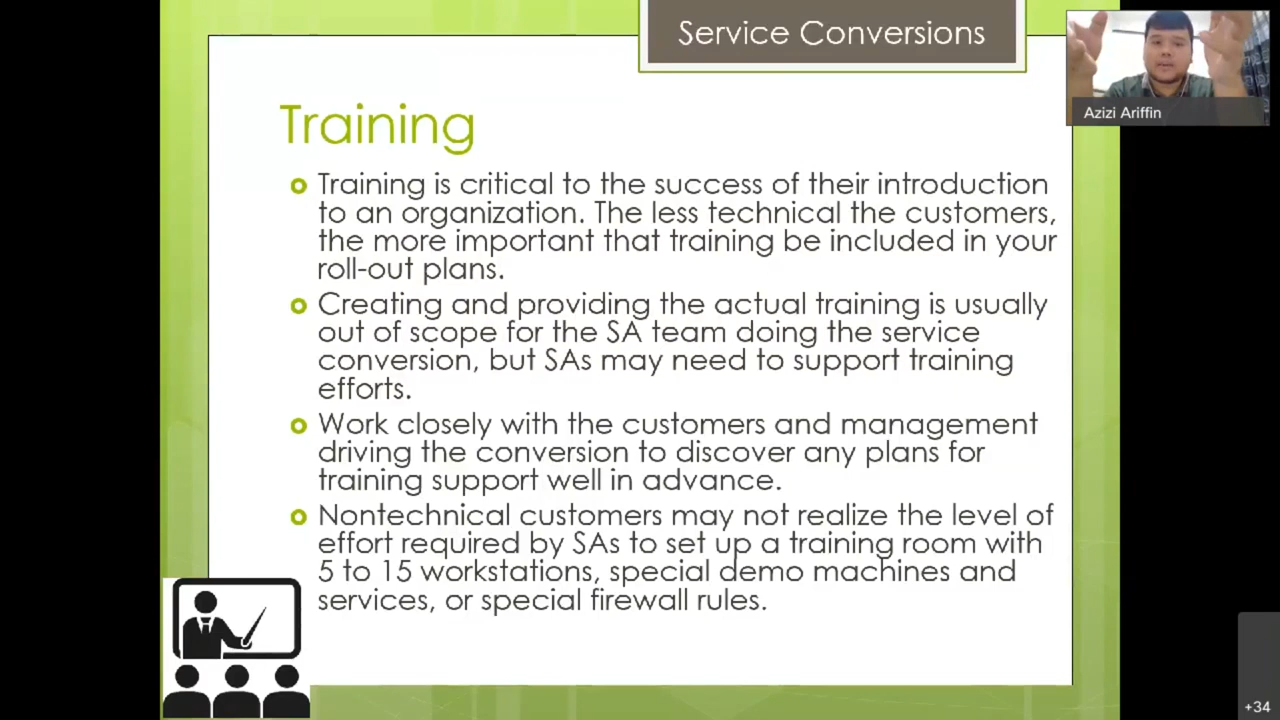 Service Conversions
Azizi Ariffin
Training
Training is critical to the success of their introduction
to an organization. The less technical the customers,
the more important that training be included in your
roll-out plans.
Creating and providing the actual training is usually
out of scope for the SA team doing the service
conversion, but SAs may need to support training
efforts.
Work closely with the customers and management
driving the conversion to discover any plans for
training support well in advance.
Nontechnical customers may not realize the level of
effort required by SAs to set up a training room with
5 to 15 workstations, special demo machines and
services, or special firewall rules.
+34